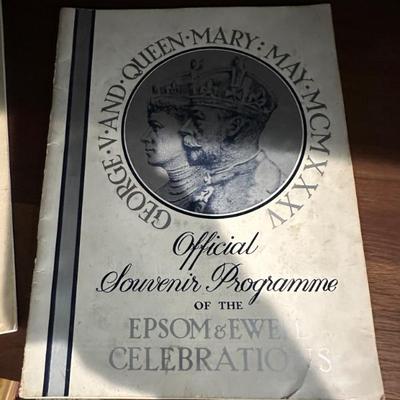 GEORGE·V·AND·QUEEN·MARY:MAY·MCMXXXV
Official
Souvenir Programme
OF THE
EPSOM & EWELL
CELEBRATIONS